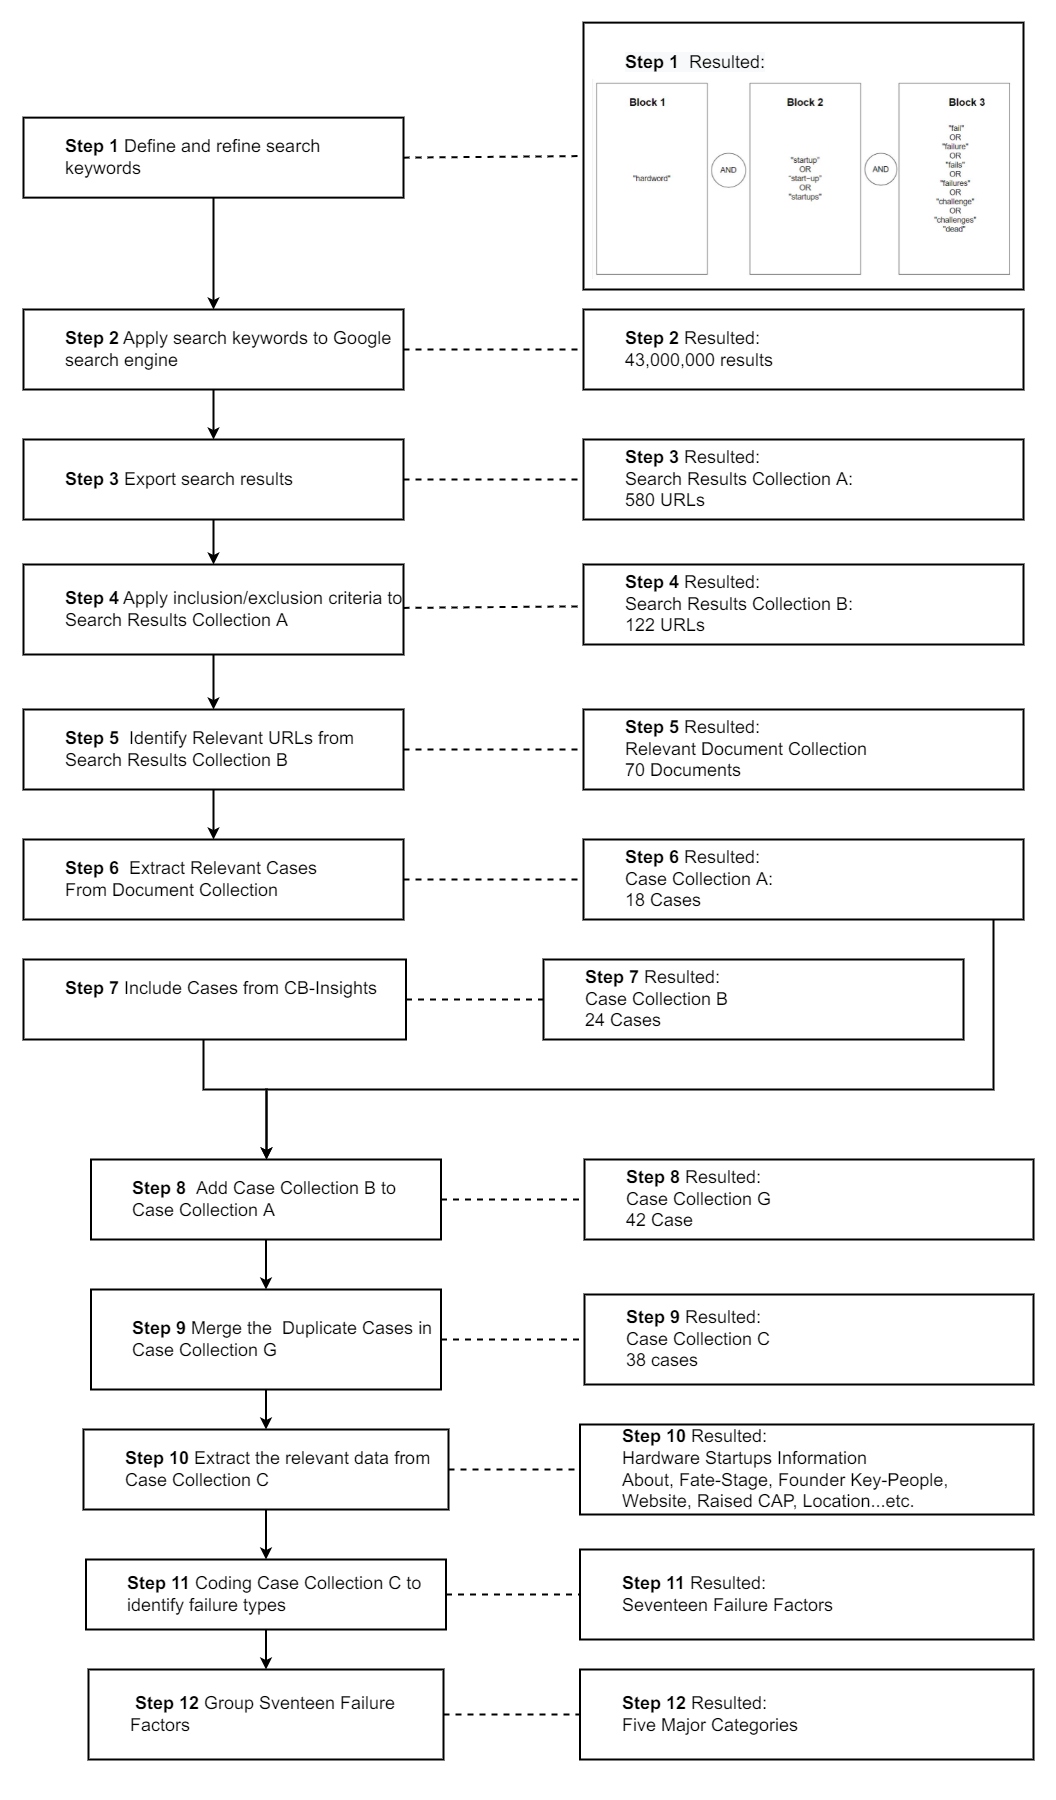 Step 1 Define and refine search
keywords
Step 1 Resulted:
Block 1
"hardword"
AND
Block 2
"startup"
OR
"start-up"
OR
"startups"
AND
Block 3
"fail"
OR
"failure"
OR
"fails"
OR
"failures"
OR
"challenge"
OR
"challenges"
"dead"
Step 2 Apply search keywords to Google
search engine
Step 2 Resulted:
43,000,000 results
Step 3 Export search results
Step 3 Resulted:
Search Results Collection A:
580 URLs
Step 4 Apply inclusion/exclusion criteria to
Search Results Collection A
Step 4 Resulted:
Search Results Collection B:
122 URLs
Step 5 Identify Relevant URLs from
Search Results Collection B
Step 5 Resulted:
Relevant Document Collection
70 Documents
Step 6 Extract Relevant Cases
From Document Collection
Step 6 Resulted:
Case Collection A:
18 Cases
Step 7 Include Cases from CB-Insights
Step 7 Resulted:
Case Collection B
24 Cases
Step 8 Add Case Collection B to
Case Collection A
Step 8 Resulted:
Case Collection G
42 Case
Step 9 Merge the Duplicate Cases in
Case Collection G
Step 9 Resulted:
Case Collection C
38 cases
Step 10 Extract the relevant data from
Case Collection C
Step 10 Resulted:
Hardware Startups Information
About, Fate-Stage, Founder Key-People,
Website, Raised CAP, Location...etc.
Step 11 Coding Case Collection C to
identify failure types
Step 11 Resulted:
Seventeen Failure Factors
Step 12 Group Sventeen Failure
Factors
Step 12 Resulted:
Five Major Categories